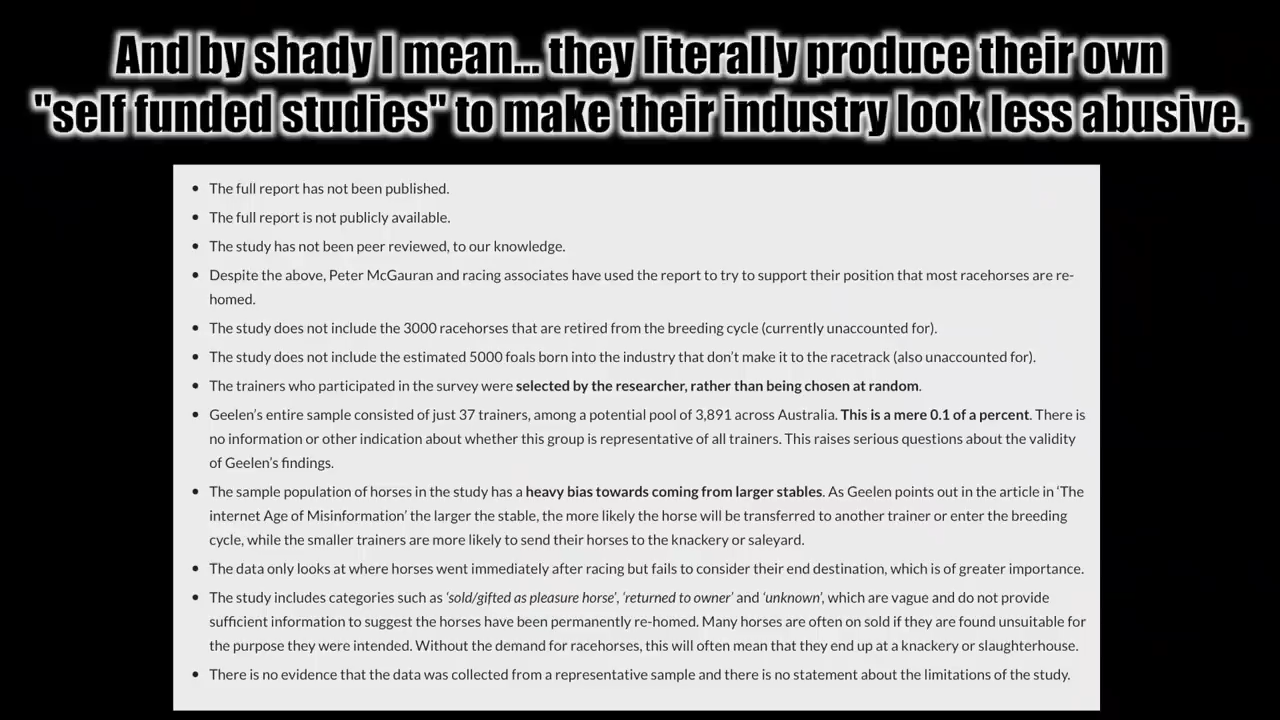 And by shady I mean... they literally produce their own
"self funded studies" to make their industry look less abusive.
• The full report has not been published.
• The full report is not publicly available.
• The study has not been peer reviewed, to our knowledge.
• Despite the above, Peter McGauran and racing associates have used the report to try to support their position that most racehorses are re-
homed.
• The study does not include the 3000 racehorses that are retired from the breeding cycle (currently unaccounted for).
• The study does not include the estimated 5000 foals born into the industry that don't make it to the racetrack (also unaccounted for).
• The trainers who participated in the survey were selected by the researcher, rather than being chosen at random.
• Geelen's entire sample consisted of just 37 trainers, among a potential pool of 3,891 across Australia. This is a mere 0.1 of a percent. There is
no information or other indication about whether this group is representative of all trainers. This raises serious questions about the validity
of Geelen's findings.
• The sample population of horses in the study has a heavy bias towards coming from larger stables. As Geelen points out in the article in 'The
internet Age of Misinformation' the larger the stable, the more likely the horse will be transferred to another trainer or enter the breeding
cycle, while the smaller trainers are more likely to send their horses to the knackery or saleyard.
• The data only looks at where horses went immediately after racing but fails to consider their end destination, which is of greater importance.
• The study includes categories such as 'sold/gifted as pleasure horse', 'returned to owner' and 'unknown', which are vague and do not provide
sufficient information to suggest the horses have been permanently re-homed. Many horses are often on sold if they are found unsuitable for
the purpose they were intended. Without the demand for racehorses, this will often mean that they end up at a knackery or slaughterhouse.
• There is no evidence that the data was collected from a representative sample and there is no statement about the limitations of the study.